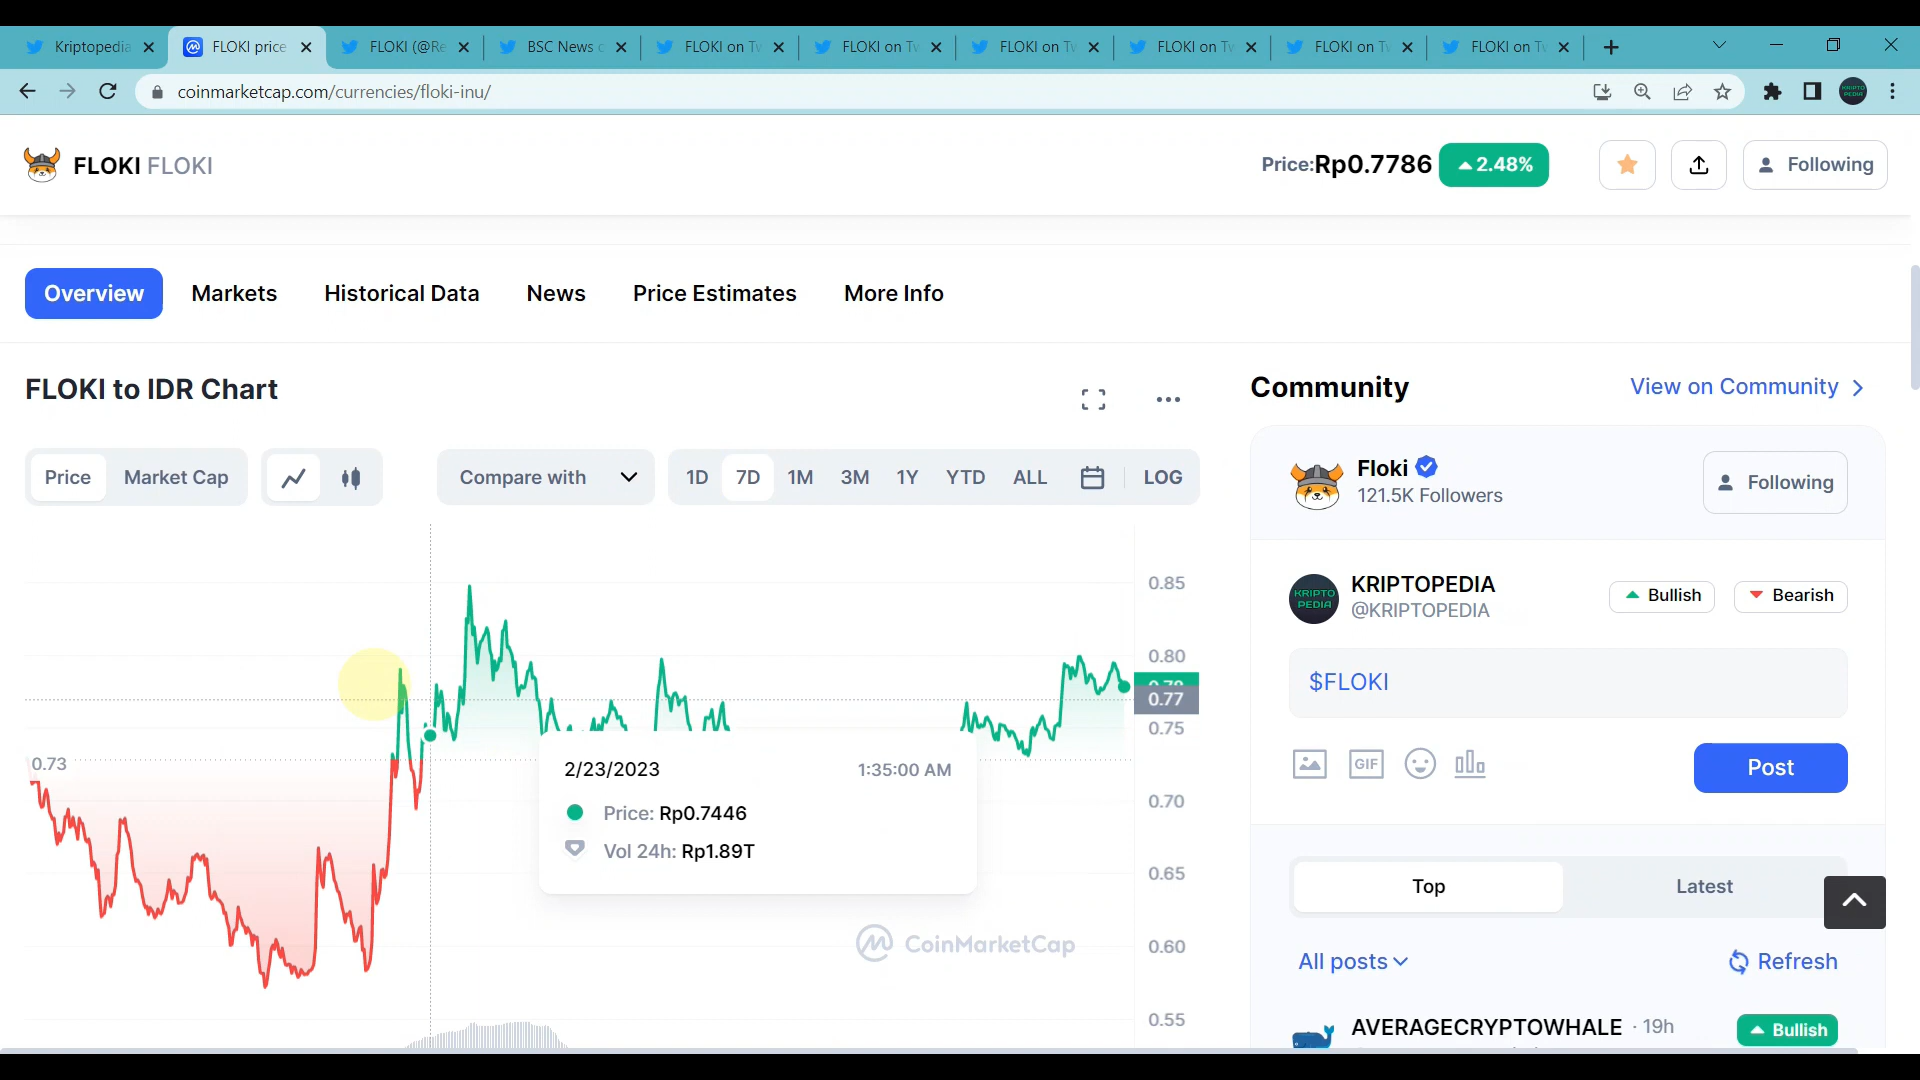 Kriptopedia
FLOKI price
FLOKI (@Re
BSC News
FLOKI on Tw
FLOKI on Tw
FLOKI on Tw
FLOKI on Tw
FLOKI on Tw
FLOKI on Tw
coinmarketcap.com/currencies/floki-inu/
KRIPTO
PEDIA
FLOKI FLOKI
Price:Rp0.7786
2.48%
Following
Overview
Markets
Historical Data
News
Price Estimates
More Info
FLOKI to IDR Chart
Price
Market Cap
Compare with
1D
7D
1M
3M
1Y
YTD
ALL
LOG
0.85
0.80
0.77
0.75
0.70
0.65
0.60
0.55
0.73
2/23/2023
1:35:00 AM
Price: Rp0.7446
Vol 24h: Rp1.89T
CoinMarketCap
Community
View on Community
Floki
121.5K Followers
Following
KRIPTO
PEDIA
KRIPTOPEDIA
@KRIPTOPEDIA
Bullish
Bearish
$FLOKI
GIF
Post
Top
Latest
All posts
Refresh
AVERAGECRYPTOWHALE · 19h
Bullish